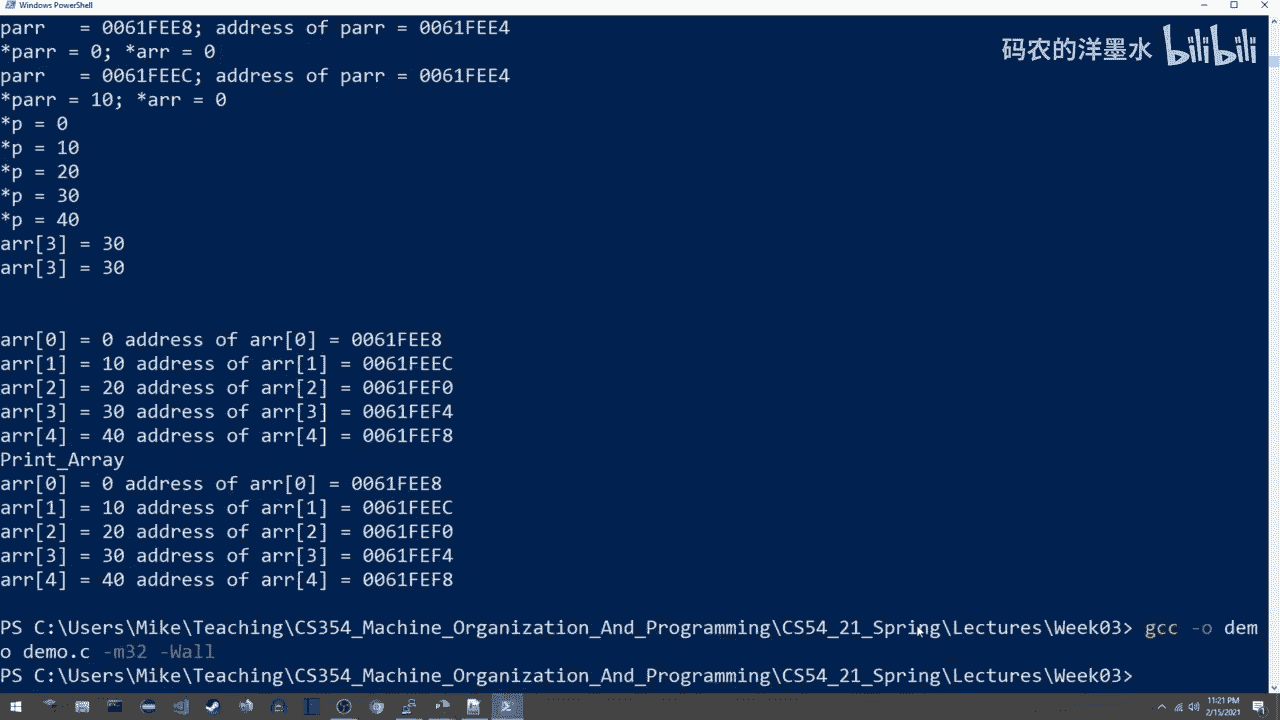 Windows PowerShell
parr   = 0061FEE8; address of parr = 0061FEE4
*parr = 0; *arr = 0
parr   = 0061FEEC; address of parr = 0061FEE4
*parr = 10; *arr = 0
*p = 0
*p = 10
*p = 20
*p = 30
*p = 40
arr[3] = 30
arr[3] = 30
arr[0] = 0 address of arr[0] = 0061FEE8
arr[1] = 10 address of arr[1] = 0061FEEC
arr[2] = 20 address of arr[2] = 0061FEF0
arr[3] = 30 address of arr[3] = 0061FEF4
arr[4] = 40 address of arr[4] = 0061FEF8
Print_Array
arr[0] = 0 address of arr[0] = 0061FEE8
arr[1] = 10 address of arr[1] = 0061FEEC
arr[2] = 20 address of arr[2] = 0061FEF0
arr[3] = 30 address of arr[3] = 0061FEF4
arr[4] = 40 address of arr[4] = 0061FEF8
PS C:\Users\Mike\Teaching\CS354_Machine_Organization_And_Programming\CS54_21_Spring\Lectures\Week03> gcc -o dem
o demo.c -m32 -Wall
PS C:\Users\Mike\Teaching\CS354_Machine_Organization_And_Programming\CS54_21_Spring\Lectures\Week03>
码农的洋墨水 bilibili
11:21 PM
2/15/2021